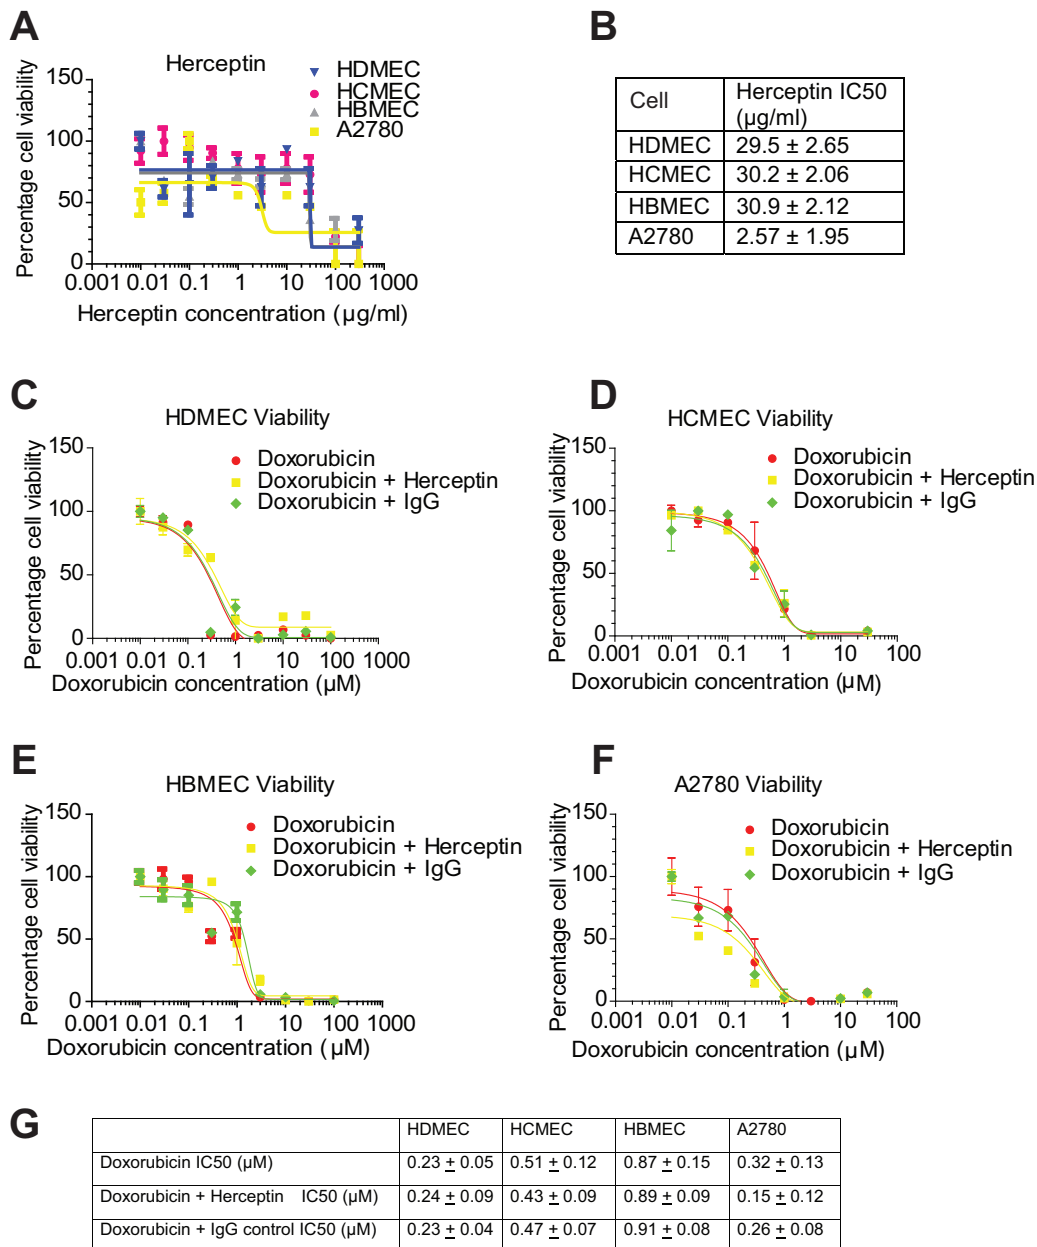 A
Herceptin
HDMEC
HCMEC
HBMEC
A2780
Percentage cell viability
150
100
50
0
0.001 0.01 0.1 1 10 100 1000
Herceptin concentration (µg/ml)
B
Cell Herceptin IC50 (µg/ml)
HDMEC 29.5 ± 2.65
HCMEC 30.2 ± 2.06
HBMEC 30.9 ± 2.12
A2780 2.57 ± 1.95
C
HDMEC Viability
Doxorubicin
Doxorubicin + Herceptin
Doxorubicin + IgG
Percentage cell viability
150
100
50
0
0.001 0.01 0.1 1 10 100 1000
Doxorubicin concentration (µM)
D
HCMEC Viability
Doxorubicin
Doxorubicin + Herceptin
Doxorubicin + IgG
Percentage cell viability
150
100
50
0
0.001 0.01 0.1 1 10 100
Doxorubicin concentration (µM)
E
HBMEC Viability
Doxorubicin
Doxorubicin + Herceptin
Doxorubicin + IgG
Percentage cell viability
150
100
50
0
0.001 0.01 0.1 1 10 100 1000
Doxorubicin concentration (µM)
F
A2780 Viability
Doxorubicin
Doxorubicin + Herceptin
Doxorubicin + IgG
Percentage cell viability
150
100
50
0
0.001 0.01 0.1 1 10 100
Doxorubicin concentration (µM)
G
HDMEC HCMEC HBMEC A2780
Doxorubicin IC50 (µM) 0.23 ± 0.05 0.51 ± 0.12 0.87 ± 0.15 0.32 ± 0.13
Doxorubicin + Herceptin IC50 (µM) 0.24 ± 0.09 0.43 ± 0.09 0.89 ± 0.09 0.15 ± 0.12
Doxorubicin + IgG control IC50 (µM) 0.23 ± 0.04 0.47 ± 0.07 0.91 ± 0.08 0.26 ± 0.08